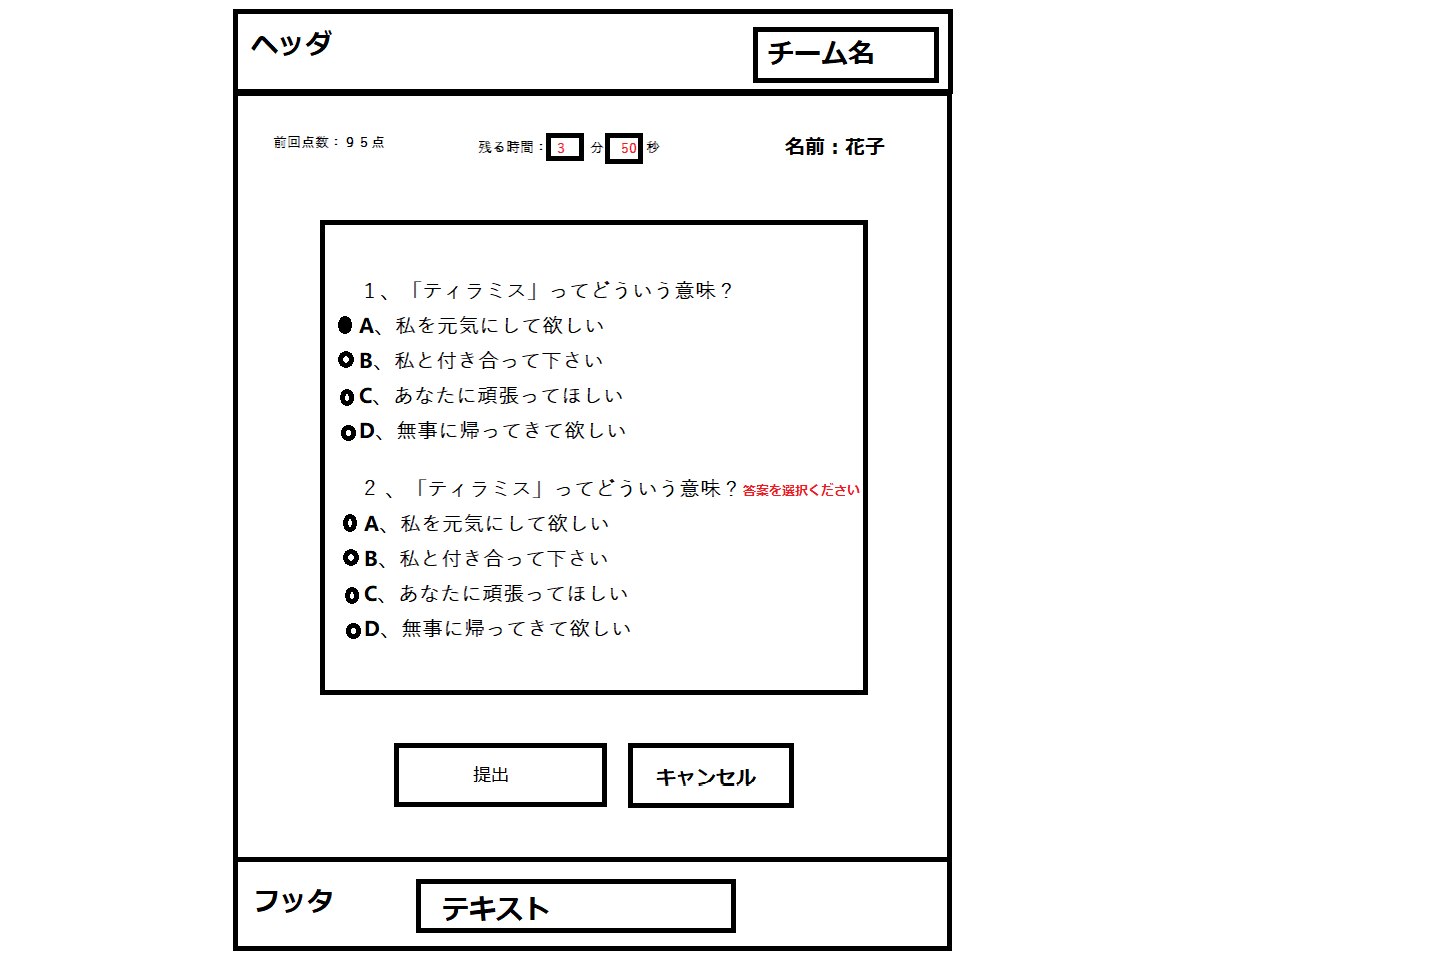 ヘッダ
チーム名
前回点数：９５点
残る時間：3 分 50 秒
名前：花子
１、「ティラミス」ってどういう意味？
A、私を元気にして欲しい
B、私と付き合って下さい
C、あなたに頑張ってほしい
D、無事に帰ってきて欲しい
２、「ティラミス」ってどういう意味？答案を選択ください
A、私を元気にして欲しい
B、私と付き合って下さい
C、あなたに頑張ってほしい
D、無事に帰ってきて欲しい
提出
キャンセル
フッタ
テキスト